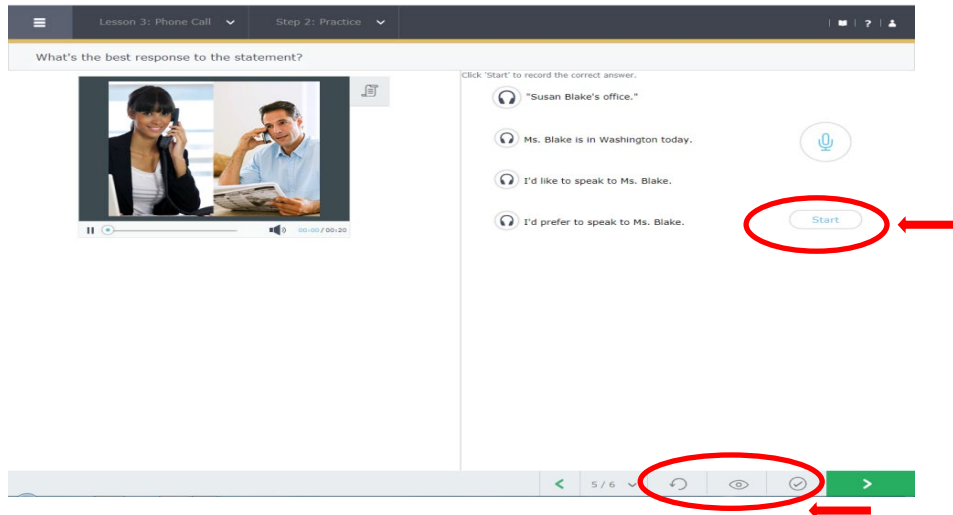 Lesson 3: Phone Call Step 2: Practice | | ? |
What's the best response to the statement?
Click 'Start' to record the correct answer.
"Susan Blake's office."
Ms. Blake is in Washington today.
I'd like to speak to Ms. Blake.
I'd prefer to speak to Ms. Blake.
Start
00:00/00:20
5/6